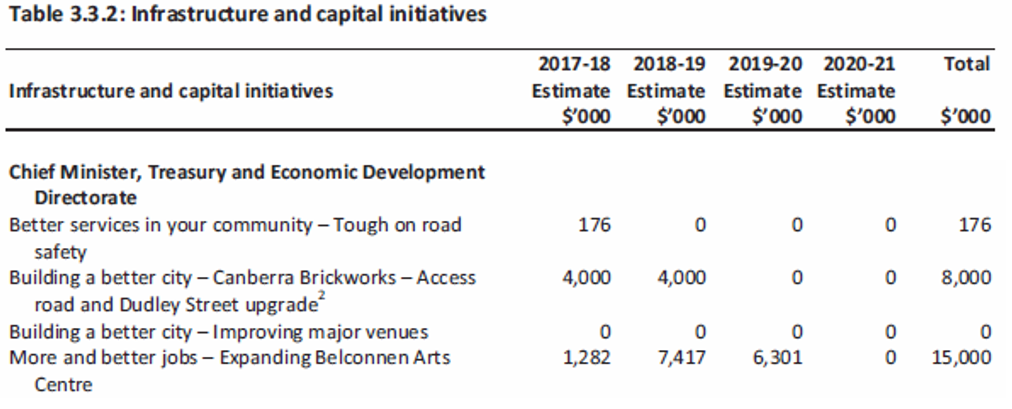 Table 3.3.2: Infrastructure and capital initiatives
2017-18 2018-19 2019-20 2020-21 Total
Infrastructure and capital initiatives Estimate Estimate Estimate Estimate
$’000 $’000 $’000 $’000 $’000
Chief Minister, Treasury and Economic Development
Directorate
Better services in your community – Tough on road 176 0 0 0 176
safety
Building a better city – Canberra Brickworks – Access 4,000 4,000 0 0 8,000
road and Dudley Street upgrade²
Building a better city – Improving major venues 0 0 0 0 0
More and better jobs – Expanding Belconnen Arts 1,282 7,417 6,301 0 15,000
Centre